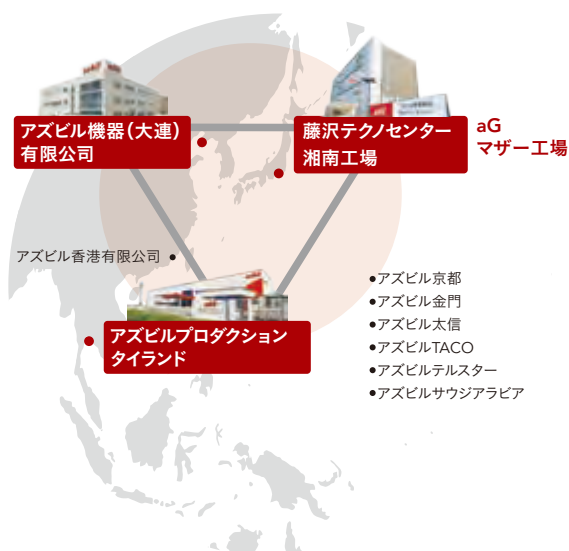 アズビル機器（大連）
有限公司
藤沢テクノセンター
湘南工場
aG
マザー工場
アズビル香港有限公司 ●
アズビルプロダクション
タイランド
●アズビル京都
●アズビル金門
●アズビル太信
●アズビルTACO
●アズビルテルスター
●アズビルサウジアラビア